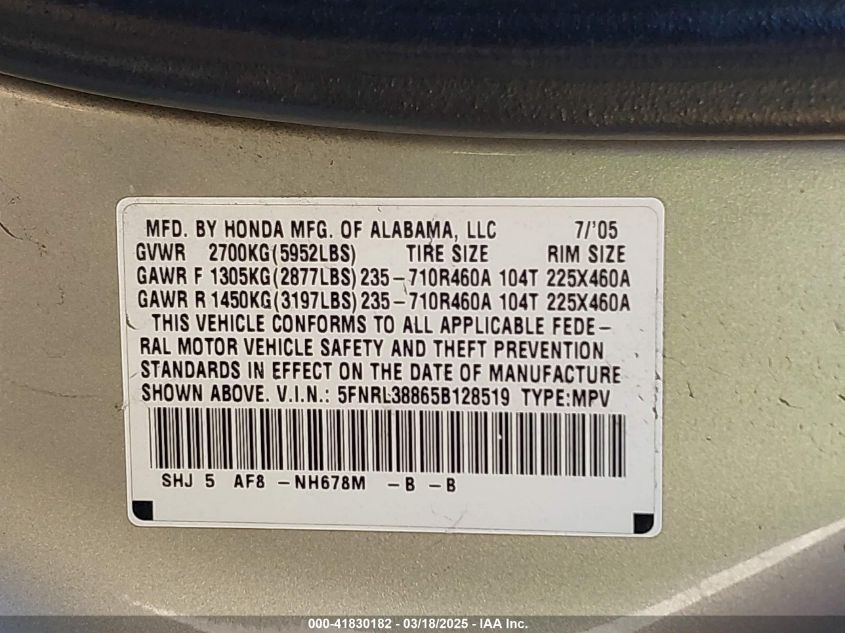 MFD. BY HONDA MFG. OF ALABAMA, LLC 7/'05
GVWR 2700KG(5952LBS) TIRE SIZE RIM SIZE
GAWR F 1305KG(2877LBS) 235-710R460A 104T 225X460A
GAWR R 1450KG(3197LBS) 235-710R460A 104T 225X460A
THIS VEHICLE CONFORMS TO ALL APPLICABLE FEDE-
RAL MOTOR VEHICLE SAFETY AND THEFT PREVENTION
STANDARDS IN EFFECT ON THE DATE OF MANUFACTURE
SHOWN ABOVE. V.I.N.: 5FNRL38865B128519 TYPE:MPV
SHJ 5 AF8 -NH678M -B -B
000-41830182 - 03/18/2025 - IAA Inc.